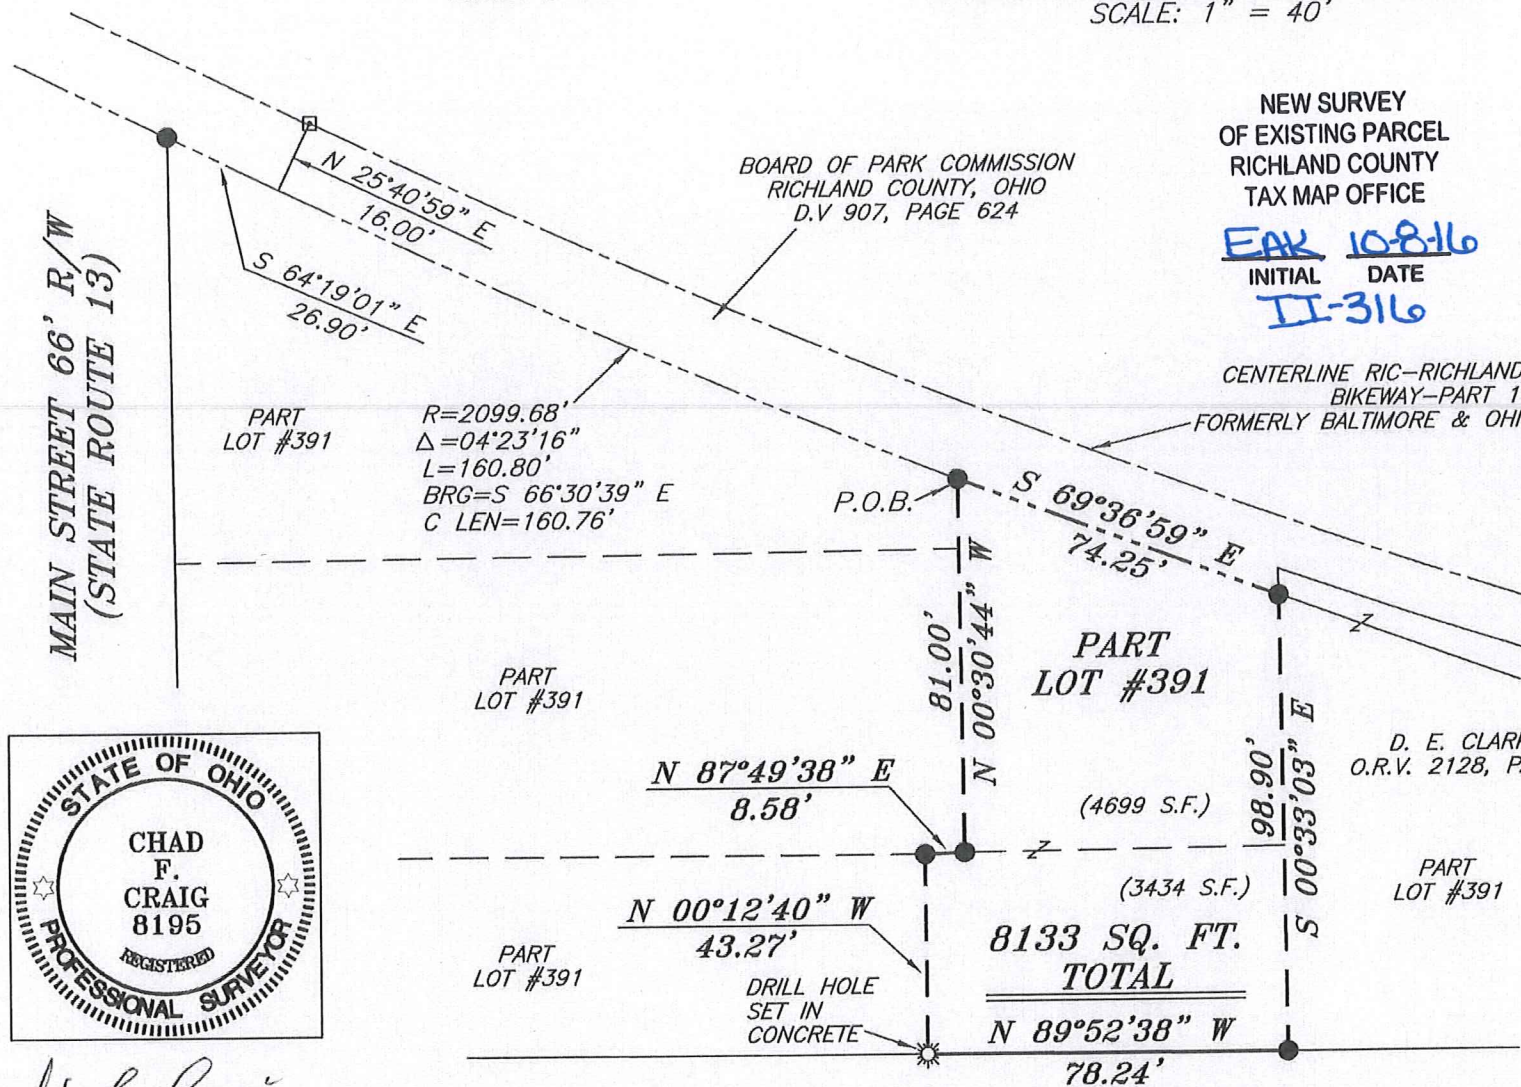 SCALE: 1" = 40'
NEW SURVEY
OF EXISTING PARCEL
RICHLAND COUNTY
TAX MAP OFFICE
EAK 10-8-16
INITIAL DATE
II-316
MAIN STREET 66' R/W
(STATE ROUTE 13)
N 25°40'59" E
16.00'
S 64°19'01" E
26.90'
BOARD OF PARK COMMISSION
RICHLAND COUNTY, OHIO
D.V 907, PAGE 624
CENTERLINE RIC-RICHLAND
BIKEWAY-PART 1
FORMERLY BALTIMORE & OHI
PART
LOT #391
R=2099.68'
Δ=04°23'16"
L=160.80'
BRG=S 66°30'39" E
C LEN=160.76'
P.O.B.
S 69°36'59" E
74.25'
81.00'
N 00°30'44" W
PART
LOT #391
PART
LOT #391
98.90'
S 00°33'03" E
D. E. CLARK
O.R.V. 2128, P.
N 87°49'38" E
8.58'
(4699 S.F.)
(3434 S.F.)
PART
LOT #391
N 00°12'40" W
43.27'
8133 SQ. FT.
TOTAL
PART
LOT #391
DRILL HOLE
SET IN
CONCRETE
N 89°52'38" W
78.24'
STATE OF OHIO
CHAD
F.
CRAIG
8195
REGISTERED
PROFESSIONAL SURVEYOR